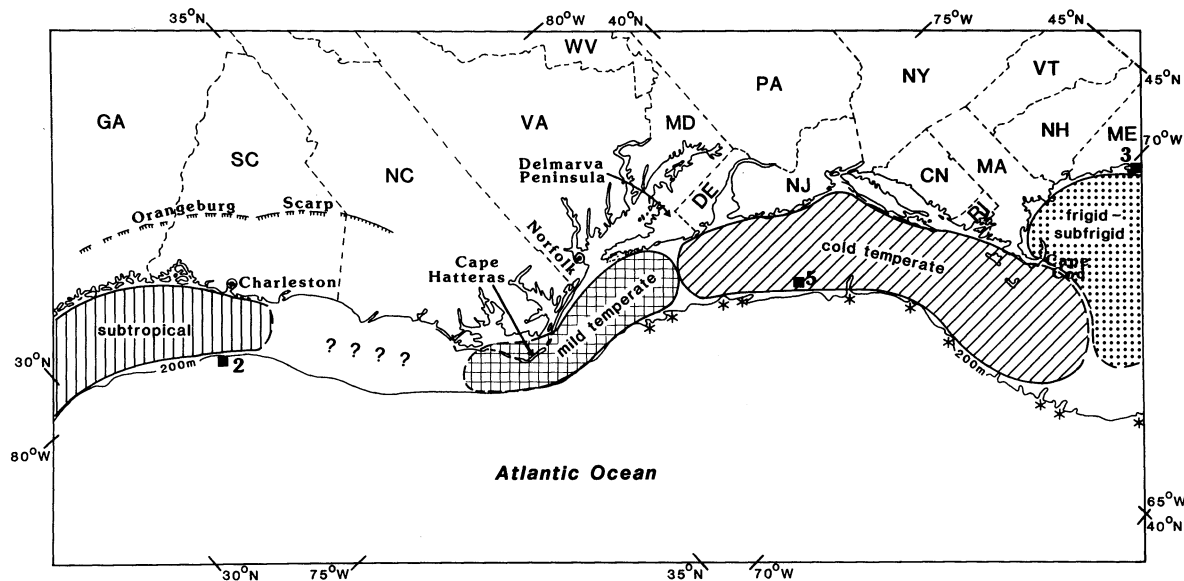 35°N
80°W
40°N
75°W
45°N
WV
PA
NY
VT
45°N
GA
VA
MD
NH
ME
70°W
SC
NC
Delmarva
Peninsula
CN
MA
3
DE
NJ
RI
Orangeburg Scarp
frigid-
subfrigid
Norfolk
cold temperate
Cape
Cod
Cape
Hatteras
Charleston
5
mild temperate
subtropical
? ? ? ?
30°N
200m
2
200m
80°W
Atlantic Ocean
65°W
40°N
30°N
75°W
35°N
70°W